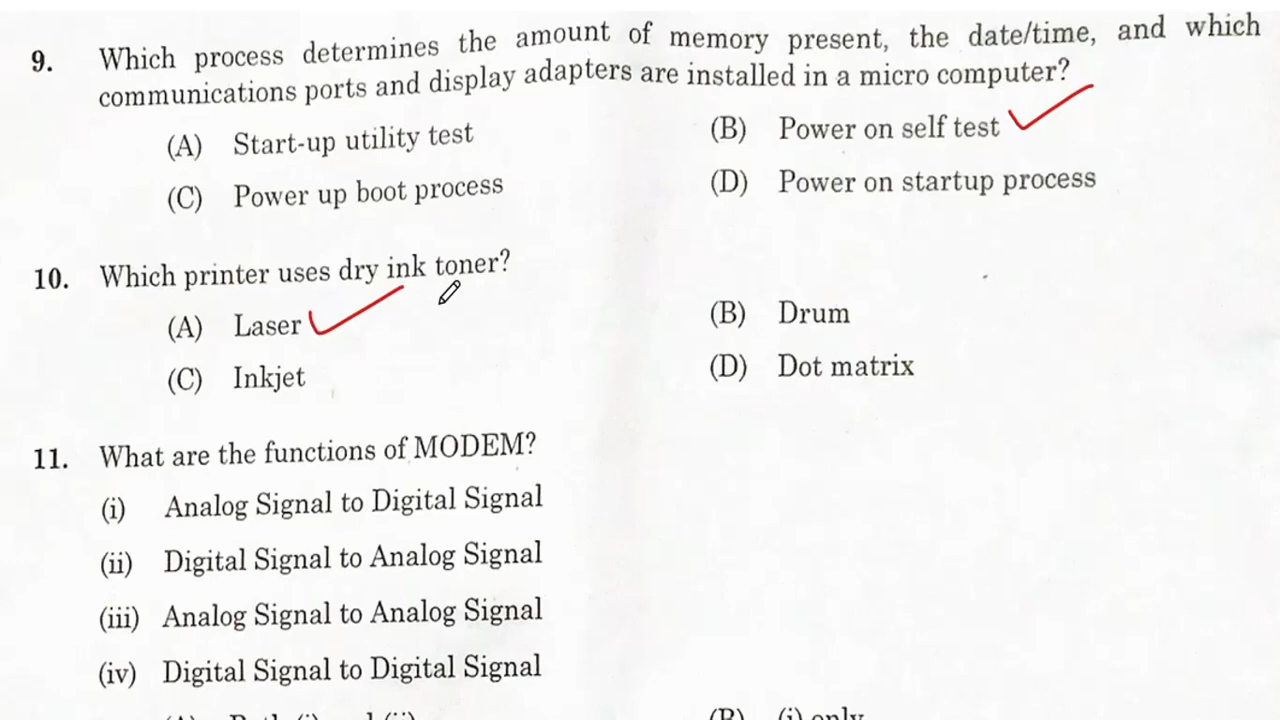 9. Which process determines the amount of memory present, the date/time, and which
communications ports and display adapters are installed in a micro computer?
(A) Start-up utility test (B) Power on self test
(C) Power up boot process (D) Power on startup process
10. Which printer uses dry ink toner?
(A) Laser (B) Drum
(C) Inkjet (D) Dot matrix
11. What are the functions of MODEM?
(i) Analog Signal to Digital Signal
(ii) Digital Signal to Analog Signal
(iii) Analog Signal to Analog Signal
(iv) Digital Signal to Digital Signal
(B) (i) only